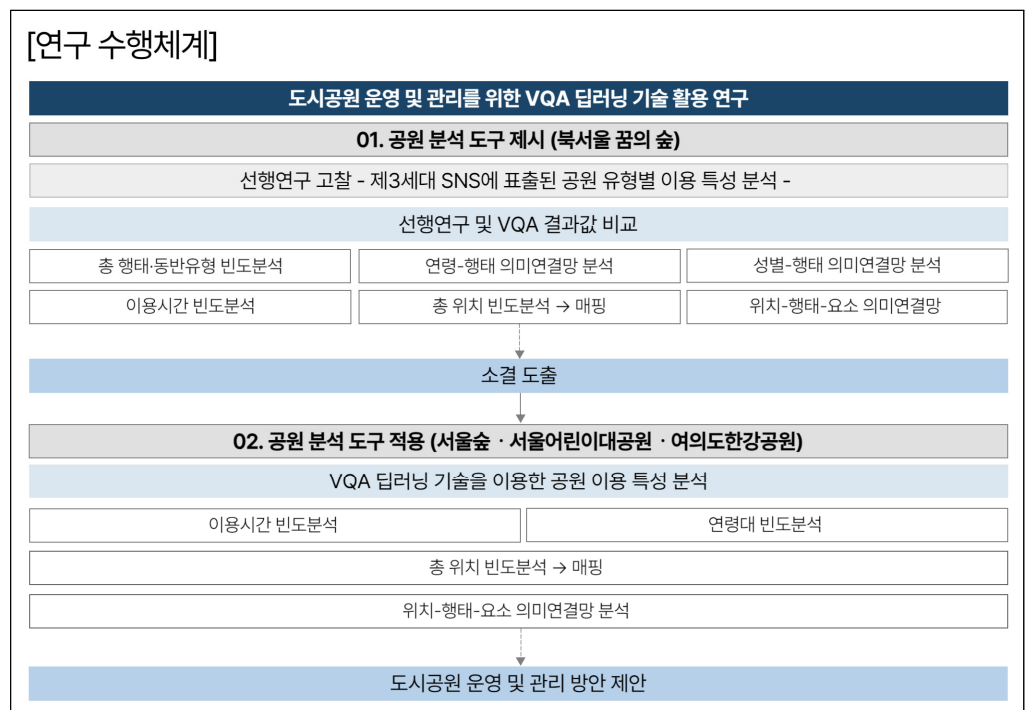 [연구 수행체계]
도시공원 운영 및 관리를 위한 VQA 딥러닝 기술 활용 연구
01. 공원 분석 도구 제시 (북서울 꿈의 숲)
선행연구 고찰 - 제3세대 SNS에 표출된 공원 유형별 이용 특성 분석 -
선행연구 및 VQA 결과값 비교
총 행태·동반유형 빈도분석
연령-행태 의미연결망 분석
성별-행태 의미연결망 분석
이용시간 빈도분석
총 위치 빈도분석 → 매핑
위치-행태-요소 의미연결망
소결 도출
02. 공원 분석 도구 적용 (서울숲 · 서울어린이대공원 · 여의도한강공원)
VQA 딥러닝 기술을 이용한 공원 이용 특성 분석
이용시간 빈도분석
연령대 빈도분석
총 위치 빈도분석 → 매핑
위치-행태-요소 의미연결망 분석
도시공원 운영 및 관리 방안 제안